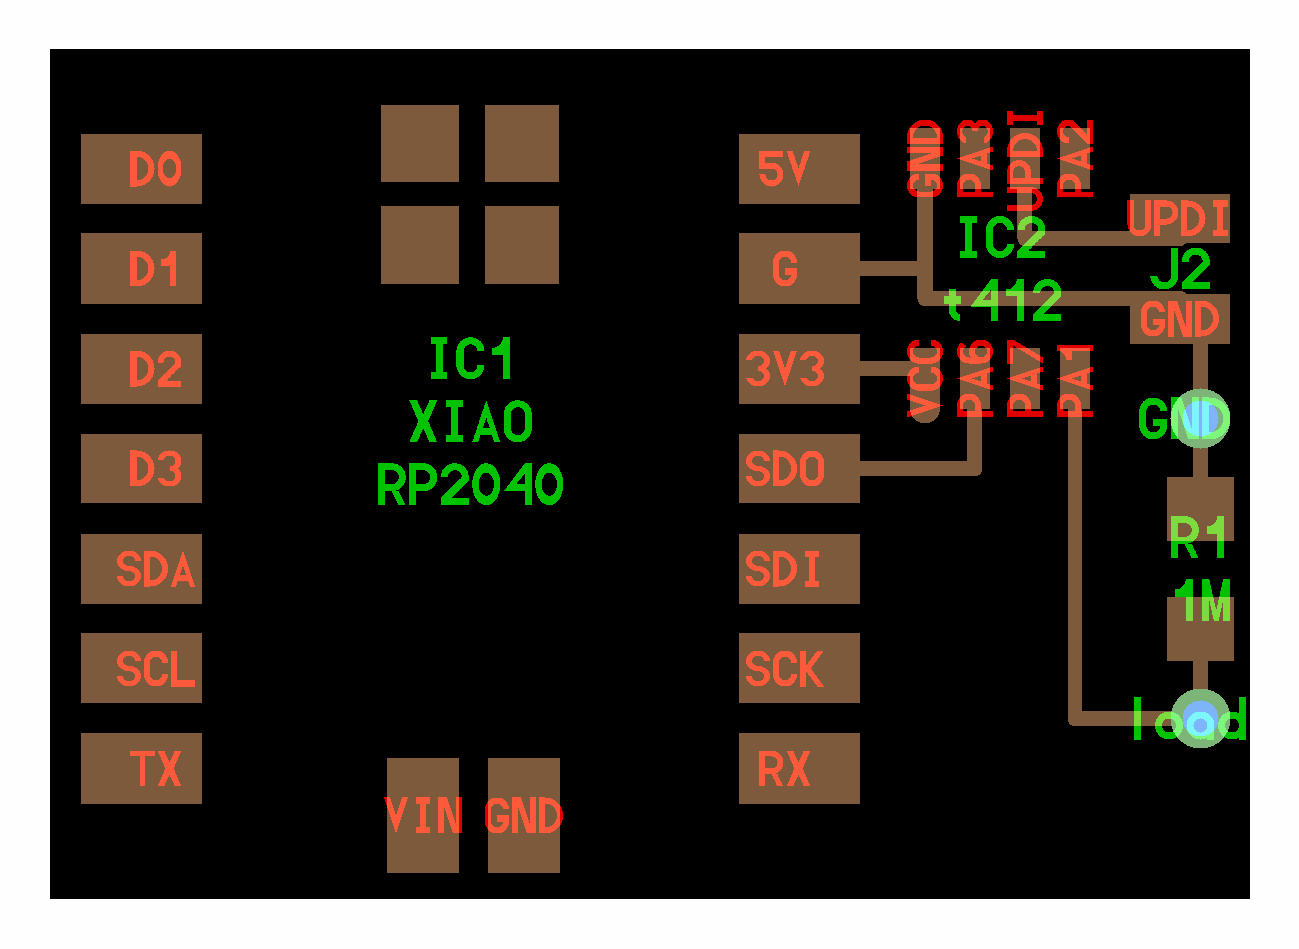 D0
D1
D2
D3
SDA
SCL
TX
IC1
XIAO
RP2040
VIN
GND
5V
G
3V3
SDO
SDI
SCK
RX
GND
PA3
UPDI
PA2
IC2
t412
VCC
PA6
PA7
PA1
UPDI
J2
GND
GND
R1
1M
load